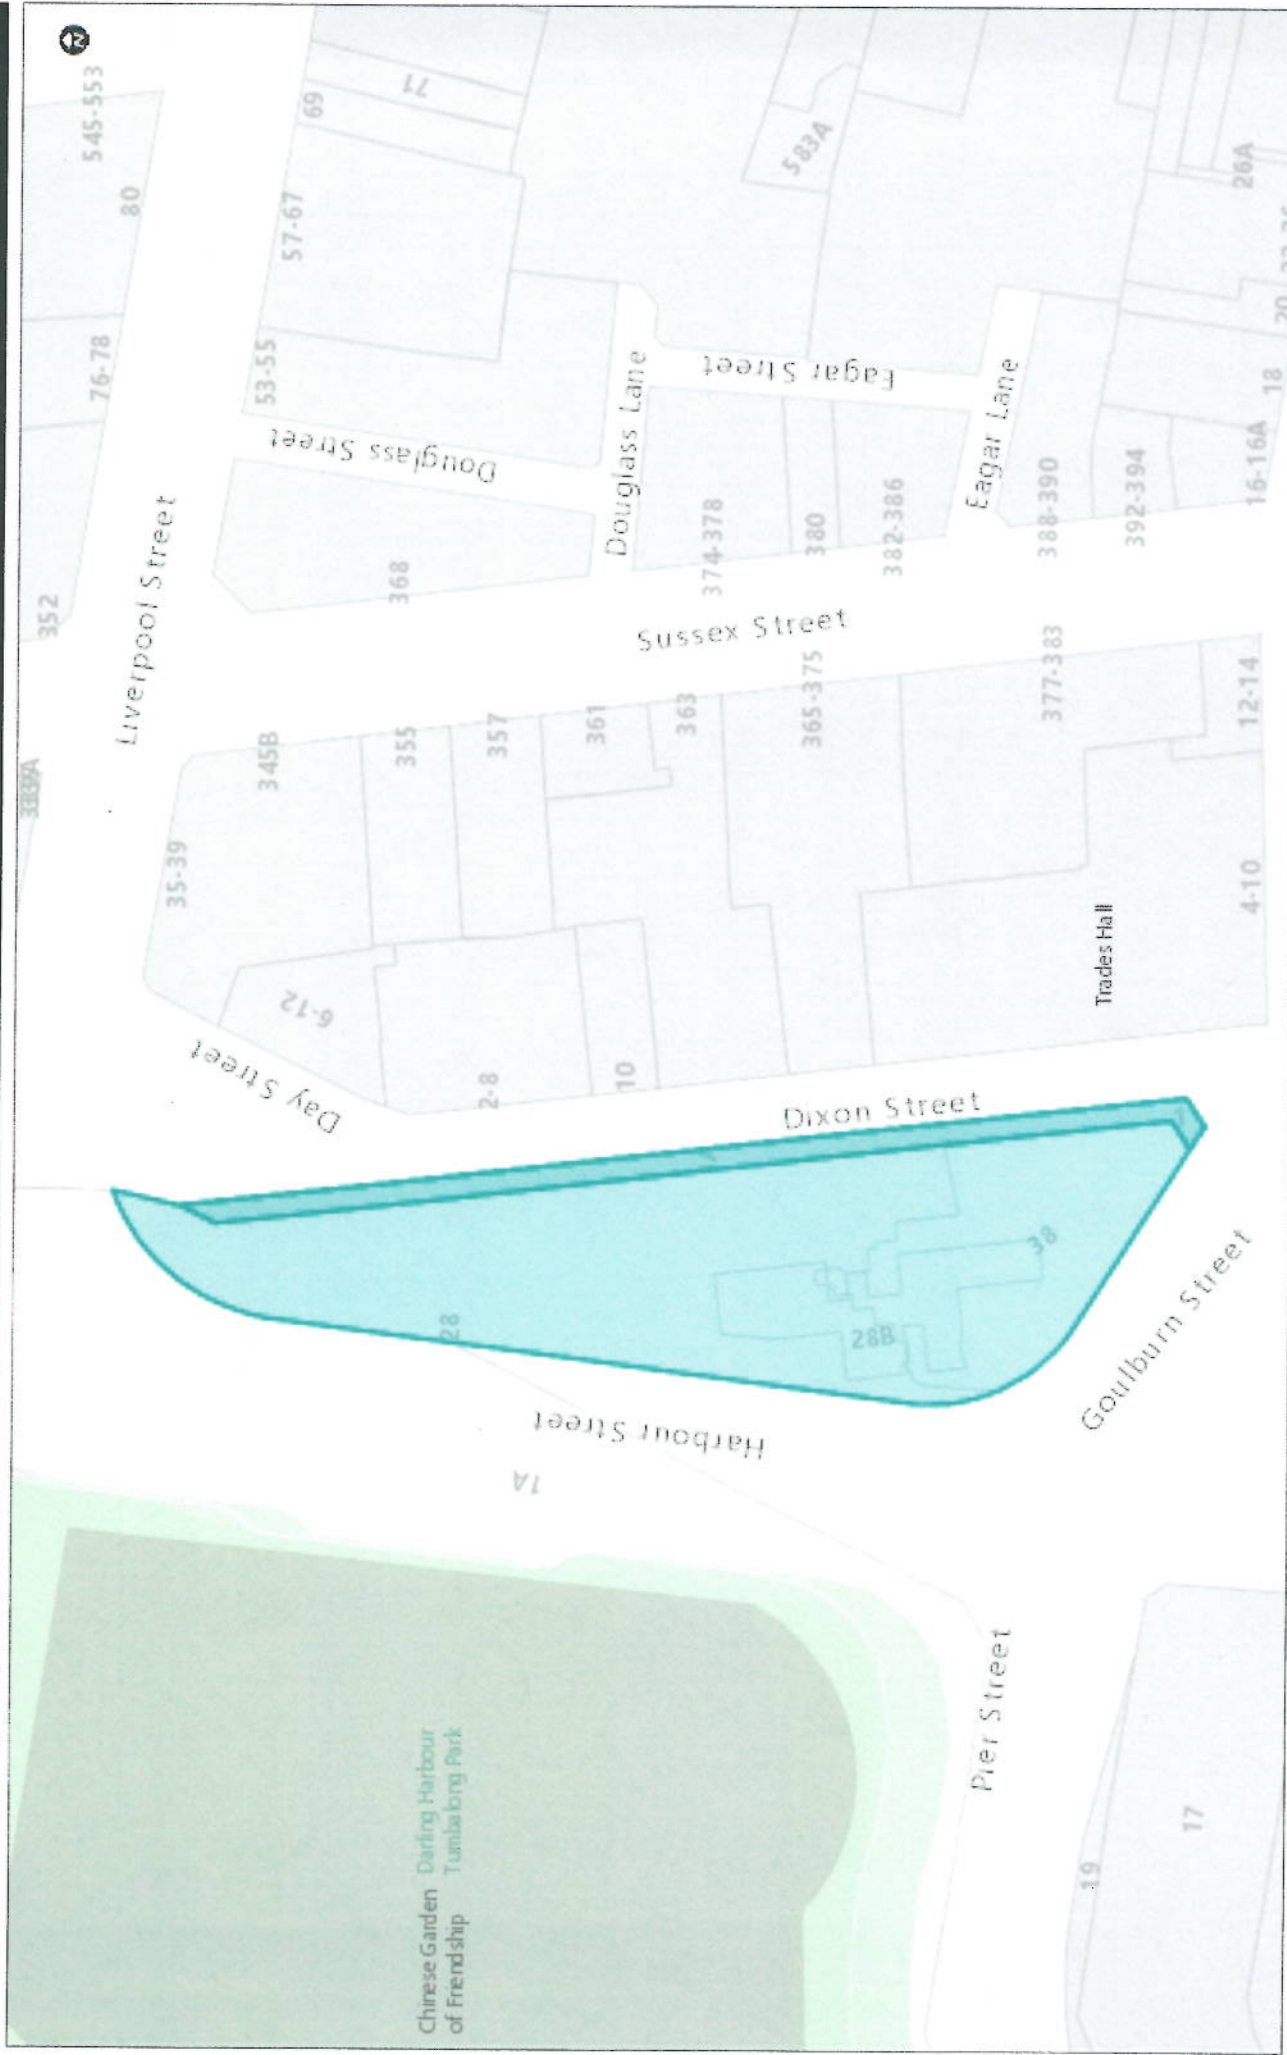 N
545-553
80
76-78
352
Liverpool Street
69
71
57-67
53-55
583A
26A
Douglass Street
Douglass Lane
Eagar Street
Eagar Lane
18
16-16A
368
374-378
380
382-386
388-390
392-394
Sussex Street
35-39
345B
355
357
361
363
365-375
377-383
12-14
Trades Hall
4-10
6-12
Day Street
2-8
10
Dixon Street
28
28B
38
Goulburn Street
Harbour Street
1A
Pier Street
Chinese Garden
of Friendship
Darling Harbour
Tumbalong Park
19
17